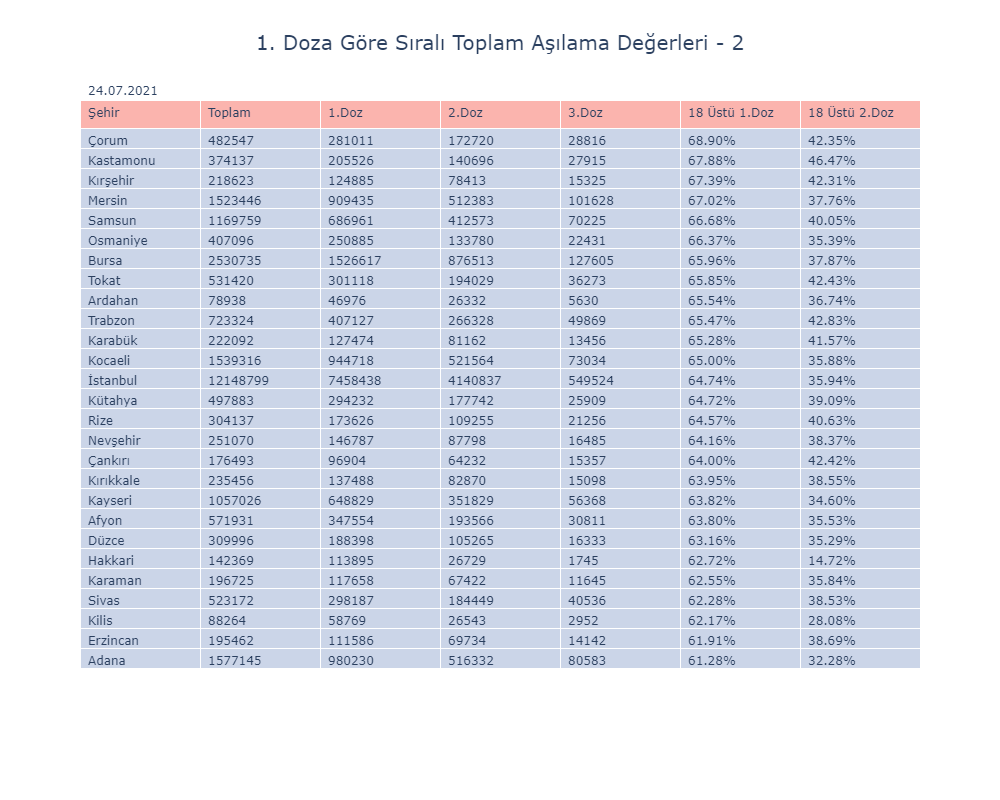 1. Doza Göre Sıralı Toplam Aşılama Değerleri - 2
24.07.2021
Şehir Toplam 1.Doz 2.Doz 3.Doz 18 Üstü 1.Doz 18 Üstü 2.Doz
Çorum 482547 281011 172720 28816 68.90% 42.35%
Kastamonu 374137 205526 140696 27915 67.88% 46.47%
Kırşehir 218623 124885 78413 15325 67.39% 42.31%
Mersin 1523446 909435 512383 101628 67.02% 37.76%
Samsun 1169759 686961 412573 70225 66.68% 40.05%
Osmaniye 407096 250885 133780 22431 66.37% 35.39%
Bursa 2530735 1526617 876513 127605 65.96% 37.87%
Tokat 531420 301118 194029 36273 65.85% 42.43%
Ardahan 78938 46976 26332 5630 65.54% 36.74%
Trabzon 723324 407127 266328 49869 65.47% 42.83%
Karabük 222092 127474 81162 13456 65.28% 41.57%
Kocaeli 1539316 944718 521564 73034 65.00% 35.88%
İstanbul 12148799 7458438 4140837 549524 64.74% 35.94%
Kütahya 497883 294232 177742 25909 64.72% 39.09%
Rize 304137 173626 109255 21256 64.57% 40.63%
Nevşehir 251070 146787 87798 16485 64.16% 38.37%
Çankırı 176493 96904 64232 15357 64.00% 42.42%
Kırıkkale 235456 137488 82870 15098 63.95% 38.55%
Kayseri 1057026 648829 351829 56368 63.82% 34.60%
Afyon 571931 347554 193566 30811 63.80% 35.53%
Düzce 309996 188398 105265 16333 63.16% 35.29%
Hakkari 142369 113895 26729 1745 62.72% 14.72%
Karaman 196725 117658 67422 11645 62.55% 35.84%
Sivas 523172 298187 184449 40536 62.28% 38.53%
Kilis 88264 58769 26543 2952 62.17% 28.08%
Erzincan 195462 111586 69734 14142 61.91% 38.69%
Adana 1577145 980230 516332 80583 61.28% 32.28%